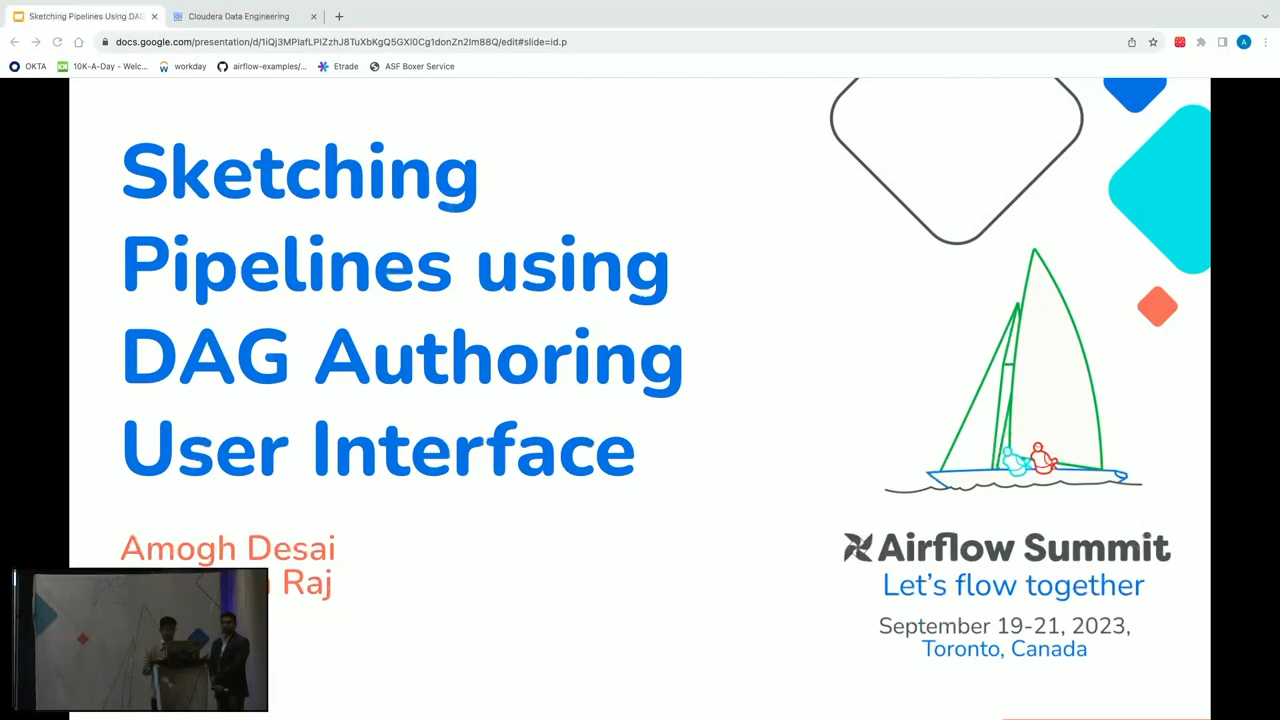 Sketching Pipelines Using DAG
Cloudera Data Engineering
docs.google.com/presentation/d/1iQj3MPIafLPIZzhJ8TuXbKgQ5GXl0Cg1donZn2Im88Q/edit#slide=id.p
A
OKTA
10K-A-Day - Welc...
workday
airflow-examples/...
Etrade
ASF Boxer Service
Sketching
Pipelines using
DAG Authoring
User Interface
Amogh Desai
Raj
Airflow Summit
Let's flow together
September 19-21, 2023,
Toronto, Canada